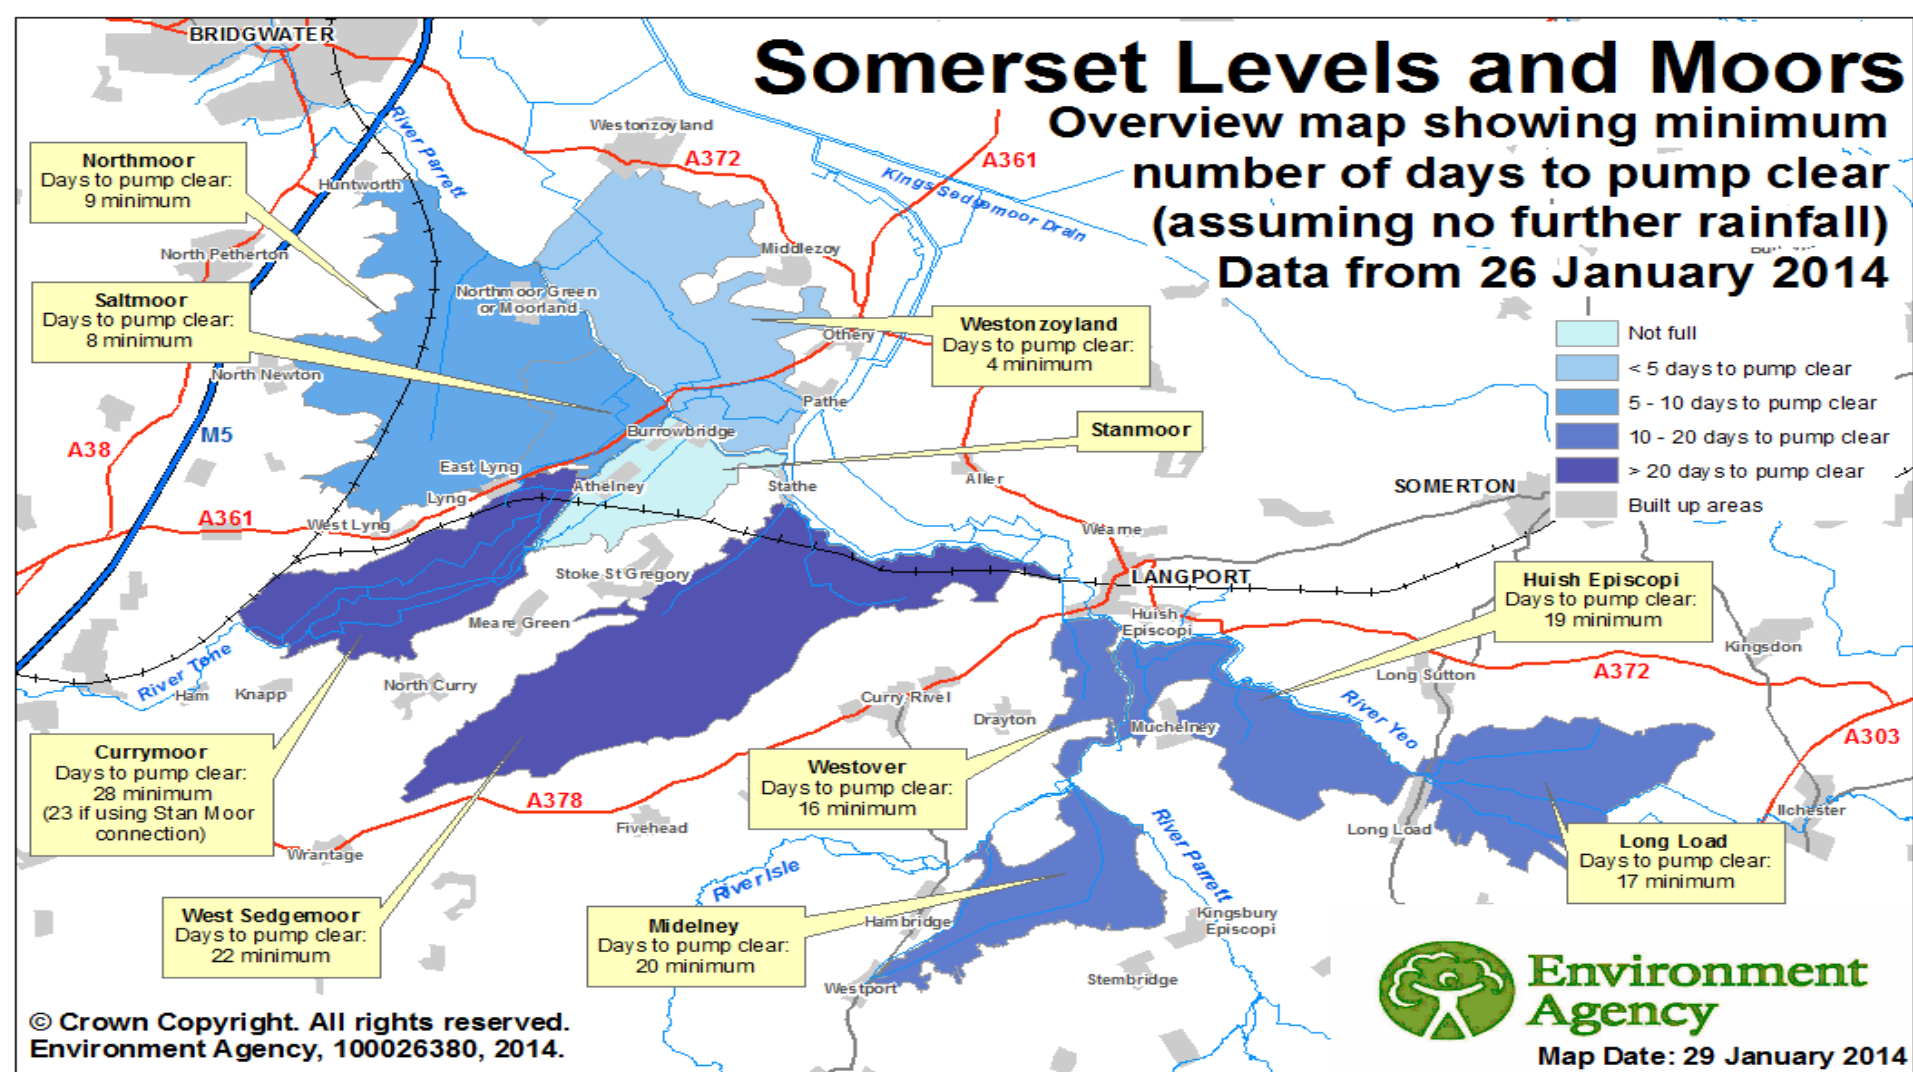 BRIDGWATER
Somerset Levels and Moors
Overview map showing minimum
number of days to pump clear
(assuming no further rainfall)
Data from 26 January 2014
Not full
< 5 days to pump clear
5 - 10 days to pump clear
10 - 20 days to pump clear
> 20 days to pump clear
Built up areas
Westonzoyland
A372
A361
River Parrett
Kings Sedgemoor Drain
Northmoor
Days to pump clear:
9 minimum
Huntworth
North Petherton
Middlezoy
Saltmoor
Days to pump clear:
8 minimum
Northmoor Green
or Moorland
Westonzoyland
Days to pump clear:
4 minimum
Othery
North Newton
Pathe
M5
A38
Burrowbridge
Stanmoor
East Lyng
Lyng
Athelney
Stathe
Aller
SOMERTON
A361
West Lyng
Wearne
Stoke St Gregory
LANGPORT
Huish Episcopi
Days to pump clear:
19 minimum
Meare Green
Huish
Episcopi
River Tone
Ham
Knapp
North Curry
Curry Rivel
Drayton
Muchelney
Long Sutton
Kingsdon
A372
River Yeo
A303
Currymoor
Days to pump clear:
28 minimum
(23 if using Stan Moor
connection)
Westover
Days to pump clear:
16 minimum
A378
Fivehead
Wrantage
River Isle
River Parrett
Long Load
Ilchester
Long Load
Days to pump clear:
17 minimum
West Sedgemoor
Days to pump clear:
22 minimum
Midelney
Days to pump clear:
20 minimum
Hambridge
Kingsbury
Episcopi
Westport
Stembridge
Environment
Agency
© Crown Copyright. All rights reserved.
Environment Agency, 100026380, 2014.
Map Date: 29 January 2014